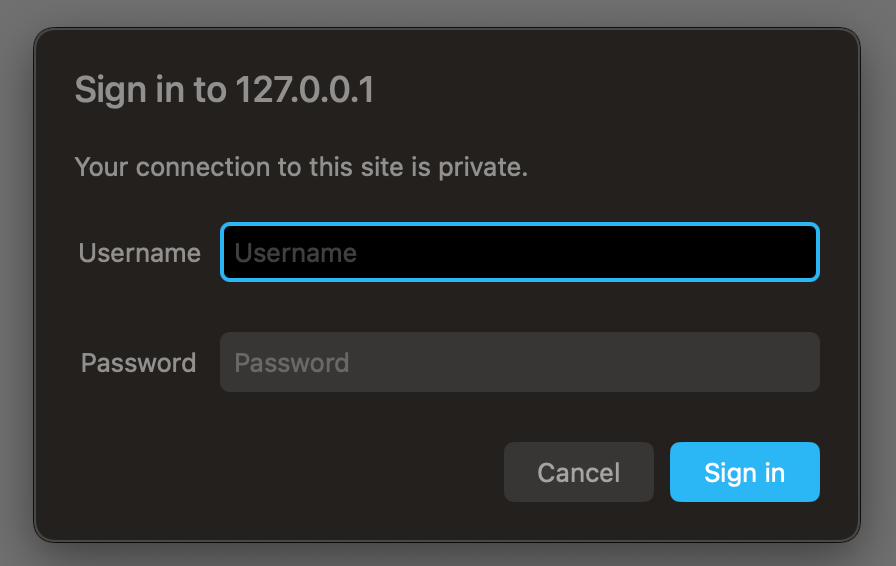 Sign in to 127.0.0.1
Your connection to this site is private.
Username Username
Password Password
Cancel Sign in